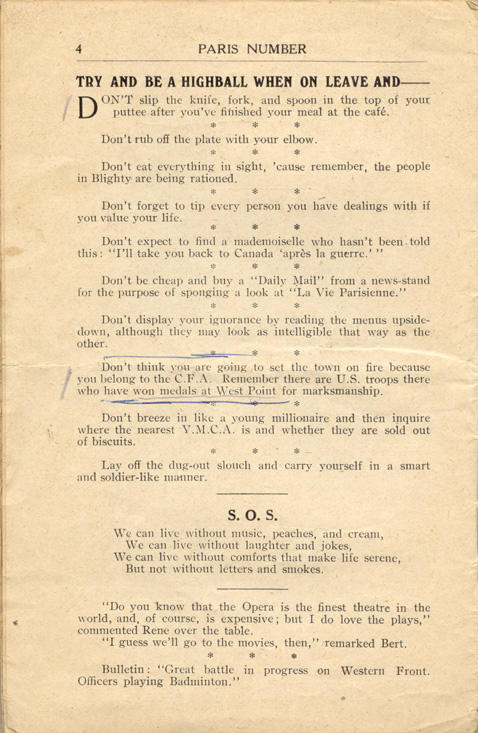 4 PARIS NUMBER
TRY AND BE A HIGHBALL WHEN ON LEAVE AND——
DON'T slip the knife, fork, and spoon in the top of your
puttee after you've finished your meal at the café.
* * *
Don't rub off the plate with your elbow.
* * *
Don't eat everything in sight, 'cause remember, the people
in Blighty are being rationed.
* * *
Don't forget to tip every person you have dealings with if
you value your life.
* * *
Don't expect to find a mademoiselle who hasn't been told
this: "I'll take you back to Canada 'après la guerre.' "
* * *
Don't be cheap and buy a "Daily Mail" from a news-stand
for the purpose of sponging a look at "La Vie Parisienne."
* * *
Don't display your ignorance by reading the menus upside-
down, although they may look as intelligible that way as the
other.
* * *
Don't think you are going to set the town on fire because
you belong to the C.F.A. Remember there are U.S. troops there
who have won medals at West Point for marksmanship.
* * *
Don't breeze in like a young millionaire and then inquire
where the nearest Y.M.C.A. is and whether they are sold out
of biscuits.
* * *
Lay off the dug-out slouch and carry yourself in a smart
and soldier-like manner.
S. O. S.
We can live without music, peaches, and cream,
We can live without laughter and jokes,
We can live without comforts that make life serene,
But not without letters and smokes.
"Do you know that the Opera is the finest theatre in the
world, and, of course, is expensive; but I do love the plays,"
commented Rene over the table.
"I guess we'll go to the movies, then," remarked Bert.
* * *
Bulletin: "Great battle in progress on Western Front.
Officers playing Badminton."